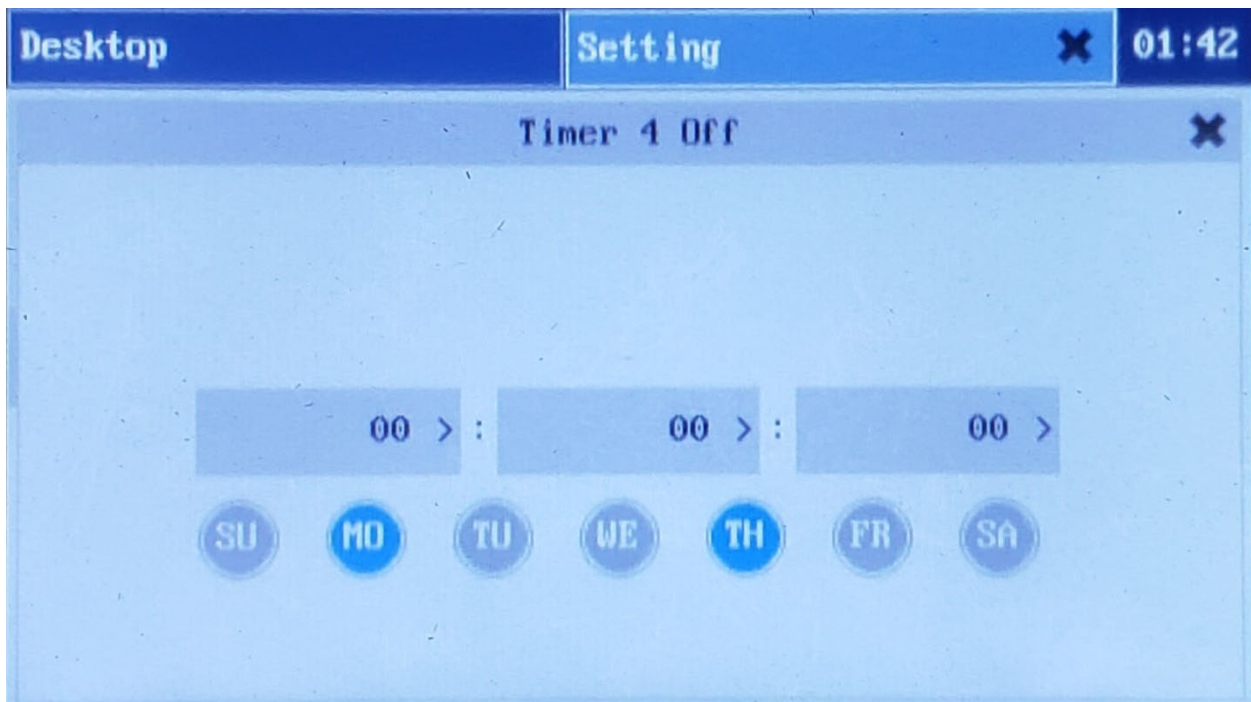 Desktop Setting ✖ 01:42
Timer 4 Off ✖
00 > : 00 > : 00 >
SU MO TU WE TH FR SA